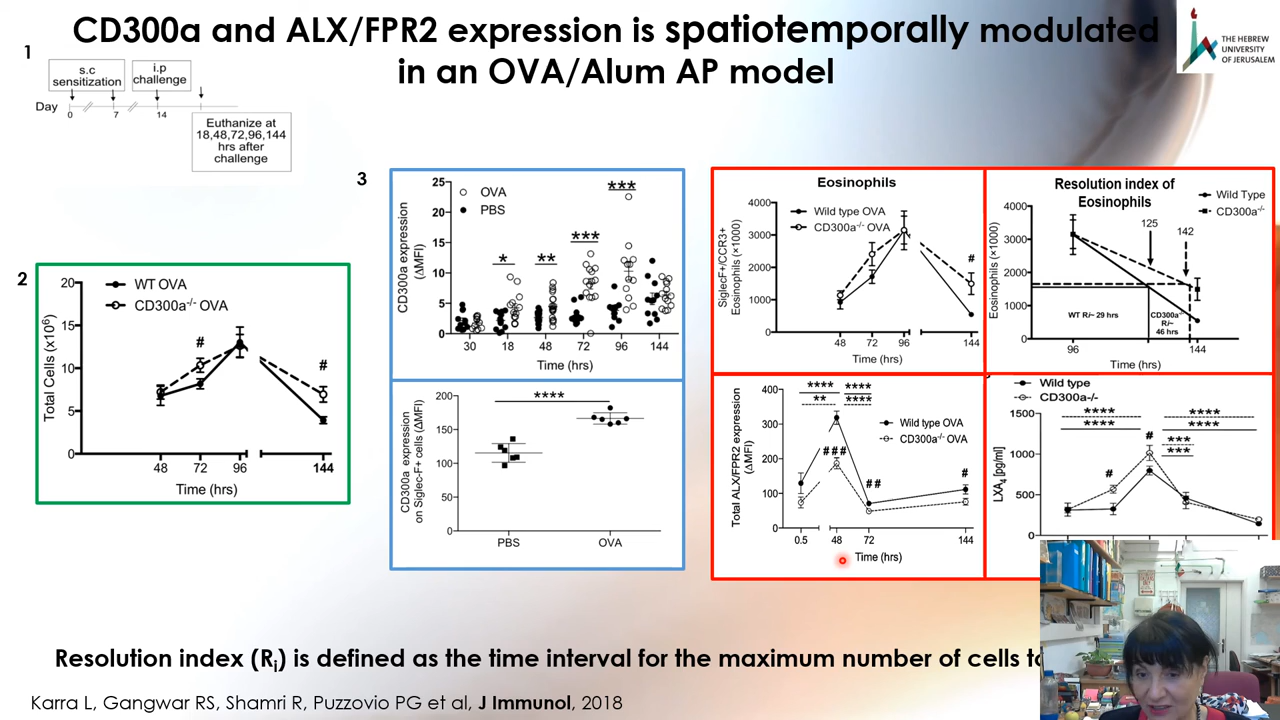 CD300a and ALX/FPR2 expression is spatiotemporally modulated
in an OVA/Alum AP model
THE HEBREW
UNIVERSITY
OF JERUSALEM
1
s.c
sensitization
i.p
challenge
Day
0
7
14
Euthanize at
18,48,72,96,144
hrs after
challenge
2
WT OVA
CD300a-/- OVA
Total Cells (x10⁶)
20
15
10
5
0
#
#
48
72
96
144
Time (hrs)
3
CD300a expression
(ΔMFI)
25
20
15
10
5
0
OVA
PBS
*
**
***
***
30
18
48
72
96
144
Time (hrs)
CD300a expression
on Siglec-F+ cells (ΔMFI)
200
150
100
50
0
****
PBS
OVA
Eosinophils
SiglecF+/CCR3+
Eosinophils (×1000)
4000
3000
2000
1000
0
Wild type OVA
CD300a-/- OVA
#
48
72
96
144
Time (hrs)
Resolution index of
Eosinophils
Wild Type
CD300a-/-
Eosinophils (×1000)
4000
3000
2000
1000
0
125
142
WT Ri~ 29 hrs
CD300a-/-
Ri~
46 hrs
96
144
Time (hrs)
Total ALX/FPR2 expression
(ΔMFI)
400
300
200
100
0
****
**
****
****
Wild type OVA
CD300a-/- OVA
###
##
#
0.5
48
72
144
Time (hrs)
Wild type
CD300a-/-
LXA₄ [pg/ml]
1500
1000
500
0
****
****
****
****
***
***
#
#
Resolution index (Ri) is defined as the time interval for the maximum number of cells
Karra L, Gangwar RS, Shamri R, Puzzovio PG et al, J Immunol, 2018